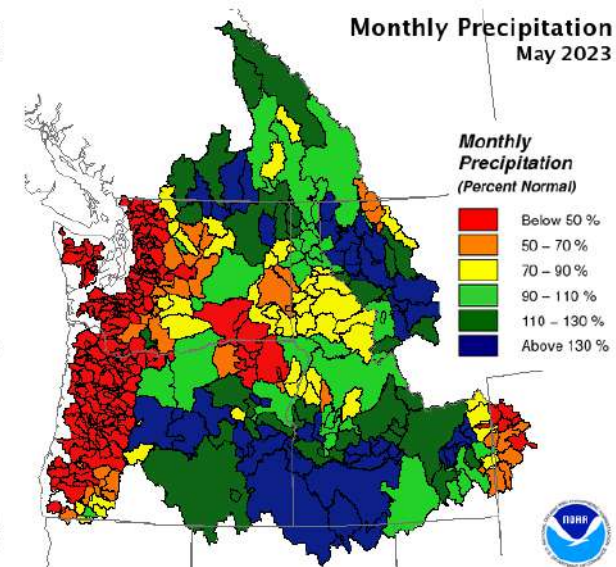 Monthly Precipitation
May 2023
Monthly
Precipitation
(Percent Normal)
Below 50 %
50 – 70 %
70 – 90 %
90 – 110 %
110 – 130 %
Above 130 %
NOAA